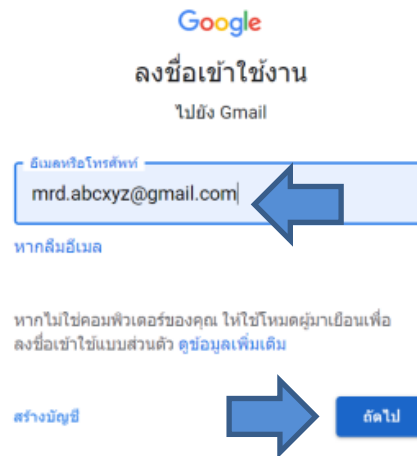 Google
ลงชื่อเข้าใช้งาน
ไปยัง Gmail
อีเมลหรือโทรศัพท์
mrd.abcxyz@gmail.com
หากลืมอีเมล
หากไม่ใช่คอมพิวเตอร์ของคุณ ให้ใช้โหมดผู้มาเยือนเพื่อ
ลงชื่อเข้าใช้แบบส่วนตัว ดูข้อมูลเพิ่มเติม
สร้างบัญชี
ถัดไป